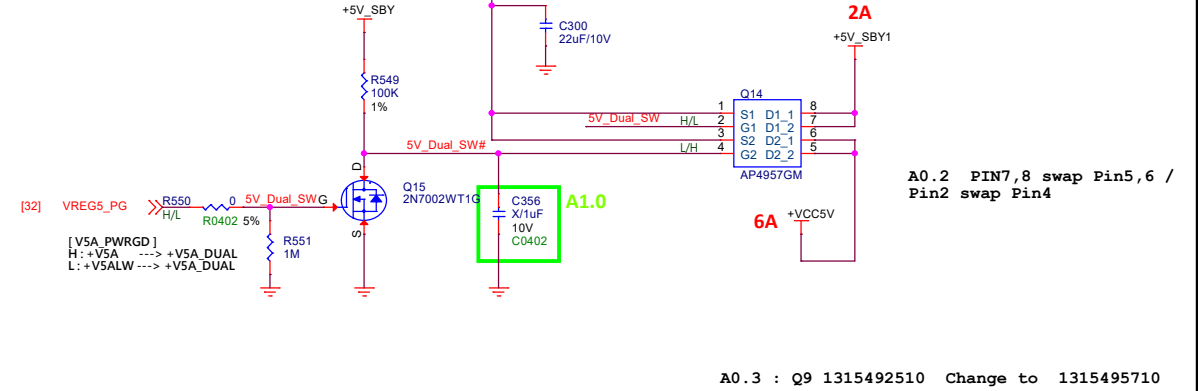 +5V_SBY
R549
100K
1%
C300
22uF/10V
2A
+5V_SBY1
Q14
1 S1 D1_1 8
5V_Dual_SW H/L 2 G1 D1_2 7
3 S2 D2_1 6
5V_Dual_SW# L/H 4 G2 D2_2 5
AP4957GM
A0.2 PIN7,8 swap Pin5,6 /
Pin2 swap Pin4
D
G
S
Q15
2N7002WT1G
[32] VREG5_PG R550 0 5V_Dual_SW
H/L R0402 5%
R551
1M
[V5A_PWRGD]
H:+V5A ---> +V5A_DUAL
L:+V5ALW ---> +V5A_DUAL
C356
X/1uF
10V
C0402
A1.0
6A
+VCC5V
A0.3 : Q9 1315492510 Change to 1315495710